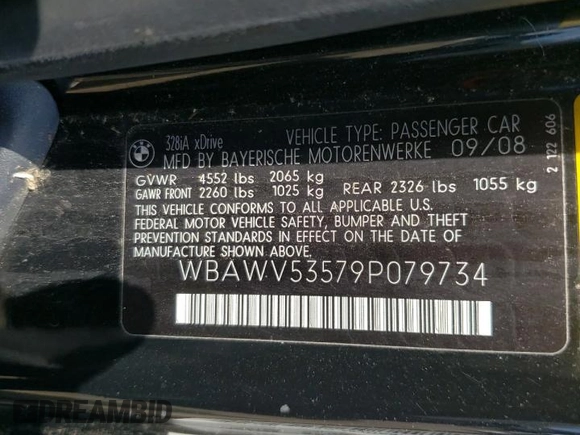 328iA xDrive
VEHICLE TYPE: PASSENGER CAR
MFD BY BAYERISCHE MOTORENWERKE 09/08
GVWR 4552 lbs 2065 kg
GAWR FRONT 2260 lbs 1025 kg REAR 2326 lbs 1055 kg
THIS VEHICLE CONFORMS TO ALL APPLICABLE U.S.
FEDERAL MOTOR VEHICLE SAFETY, BUMPER AND THEFT
PREVENTION STANDARDS IN EFFECT ON THE DATE OF
MANUFACTURE SHOWN ABOVE.
WBAWV53579P079734
2 122 606
DREAMBID